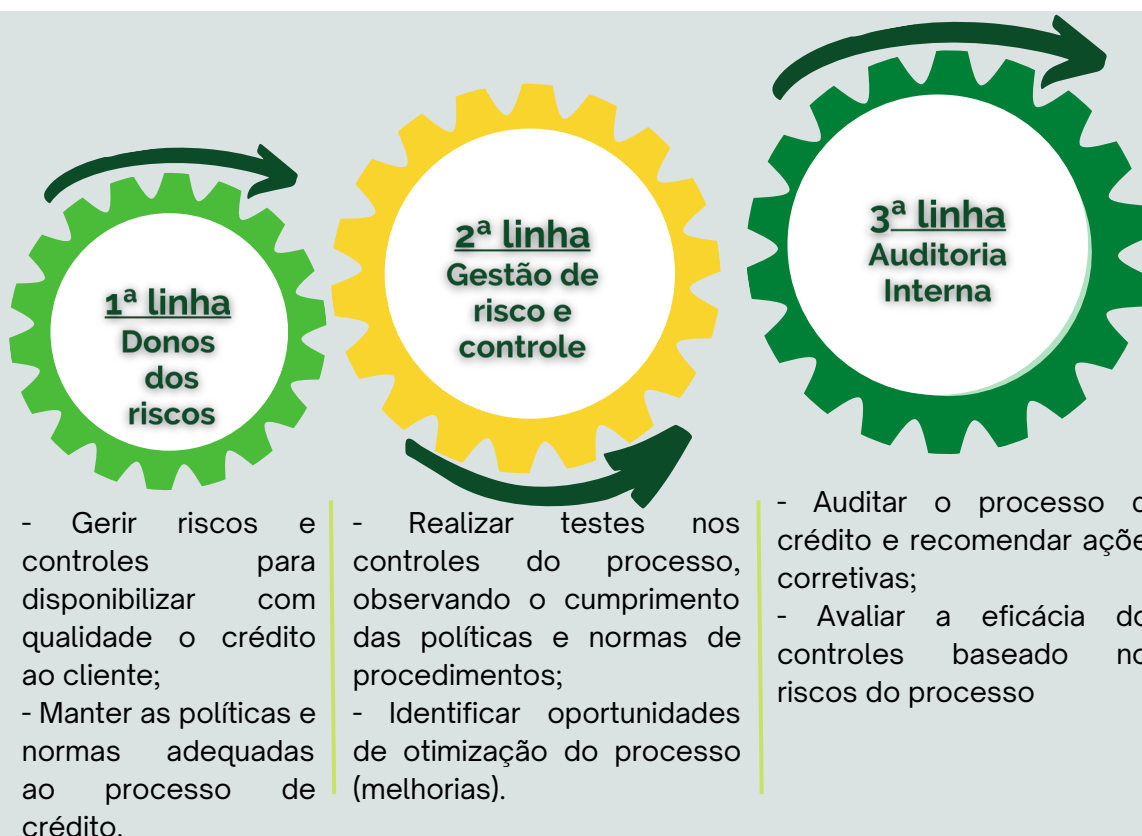 1ª linha
Donos
dos
riscos
2ª linha
Gestão de
risco e
controle
3ª linha
Auditoria
Interna
- Gerir riscos e
controles para
disponibilizar com
qualidade o crédito
ao cliente;
- Manter as políticas e
normas adequadas
ao processo de
crédito.
- Realizar testes nos
controles do processo,
observando o cumprimento
das políticas e normas de
procedimentos;
- Identificar oportunidades
de otimização do processo
(melhorias).
- Auditar o processo
crédito e recomendar
corretivas;
- Avaliar a eficácia
controles baseado
riscos do processo